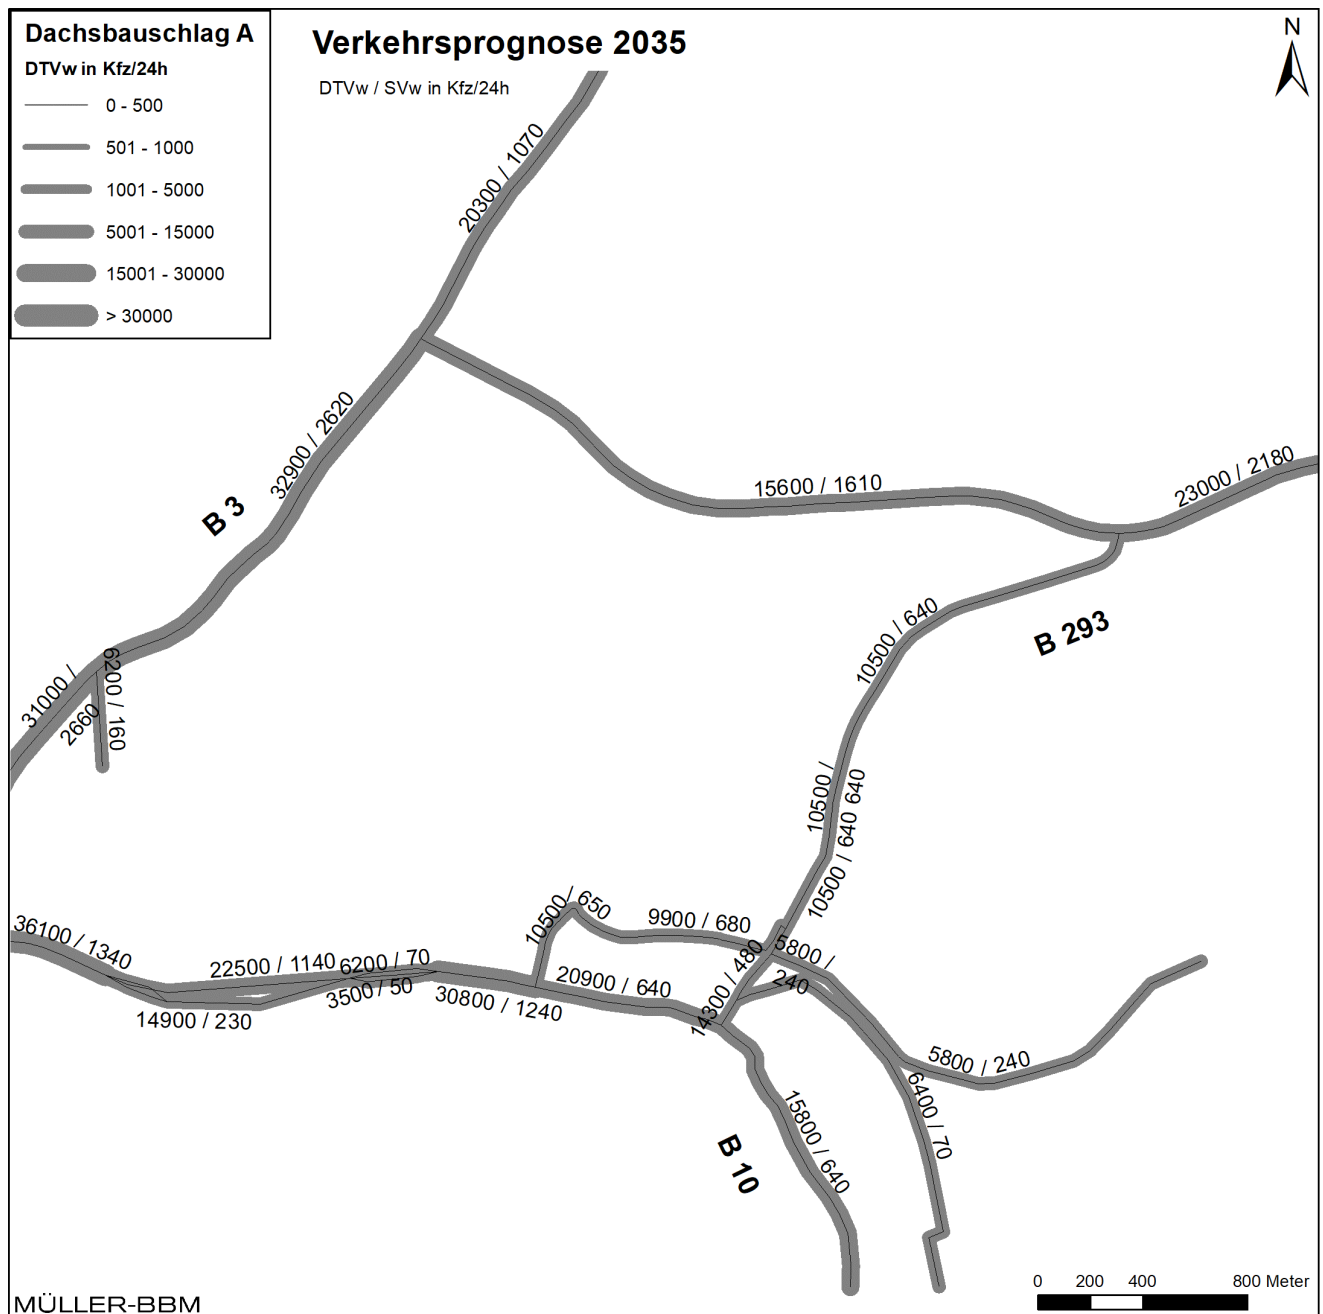 Dachsbauschlag A
DTVw in Kfz/24h
0 - 500
501 - 1000
1001 - 5000
5001 - 15000
15001 - 30000
> 30000
Verkehrsprognose 2035
DTVw / SVw in Kfz/24h
N
20300 / 1070
32900 / 2620
B 3
15600 / 1610
23000 / 2180
B 293
10500 / 640
31000 /
2660
6200 / 160
10500 /
640
10500 / 640
36100 / 1340
22500 / 1140
6200 / 70
3500 / 50
14900 / 230
30800 / 1240
10500 / 650
9900 / 680
20900 / 640
14300 / 480
5800 /
240
5800 / 240
6400 / 70
15800 / 640
B 10
0 200 400 800 Meter
MÜLLER-BBM